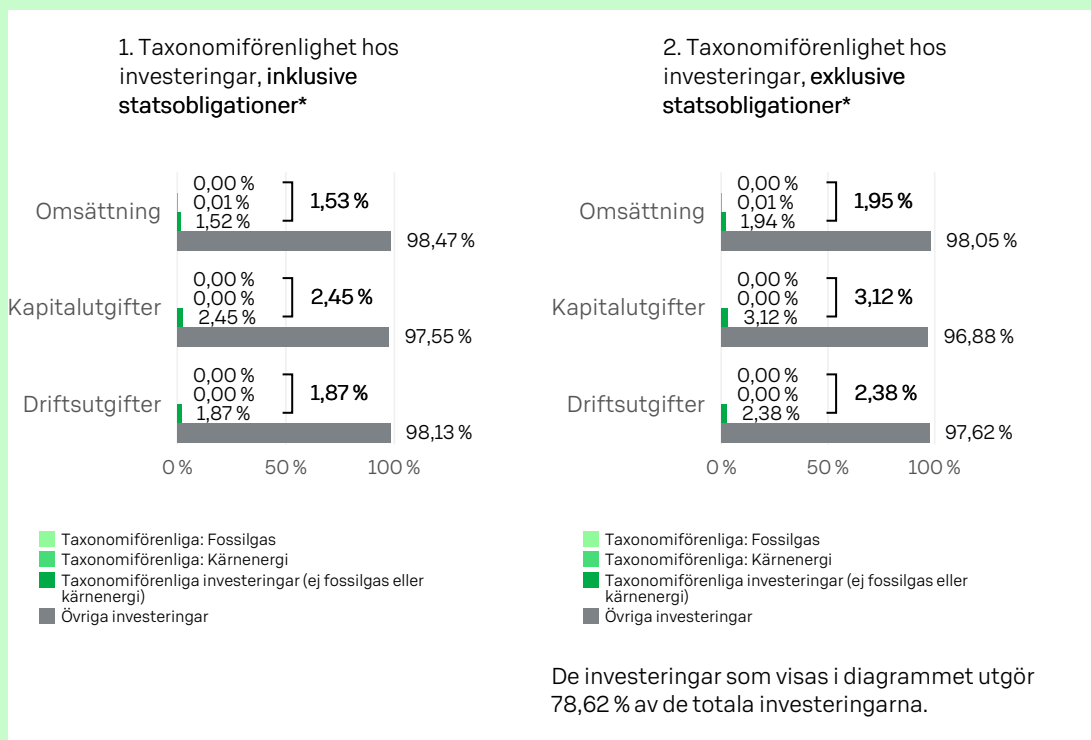 1. Taxonomiförenlighet hos
investeringar, inklusive
statsobligationer*
Omsättning
0,00 %
0,01 %
1,52 %
1,53 %
98,47 %
Kapitalutgifter
0,00 %
0,00 %
2,45 %
2,45 %
97,55 %
Driftsutgifter
0,00 %
0,00 %
1,87 %
1,87 %
98,13 %
0 % 50 % 100 %
Taxonomiförenliga: Fossilgas
Taxonomiförenliga: Kärnenergi
Taxonomiförenliga investeringar (ej fossilgas eller
kärnenergi)
Övriga investeringar
2. Taxonomiförenlighet hos
investeringar, exklusive
statsobligationer*
Omsättning
0,00 %
0,01 %
1,94 %
1,95 %
98,05 %
Kapitalutgifter
0,00 %
0,00 %
3,12 %
3,12 %
96,88 %
Driftsutgifter
0,00 %
0,00 %
2,38 %
2,38 %
97,62 %
0 % 50 % 100 %
Taxonomiförenliga: Fossilgas
Taxonomiförenliga: Kärnenergi
Taxonomiförenliga investeringar (ej fossilgas eller
kärnenergi)
Övriga investeringar
De investeringar som visas i diagrammet utgör
78,62 % av de totala investeringarna.